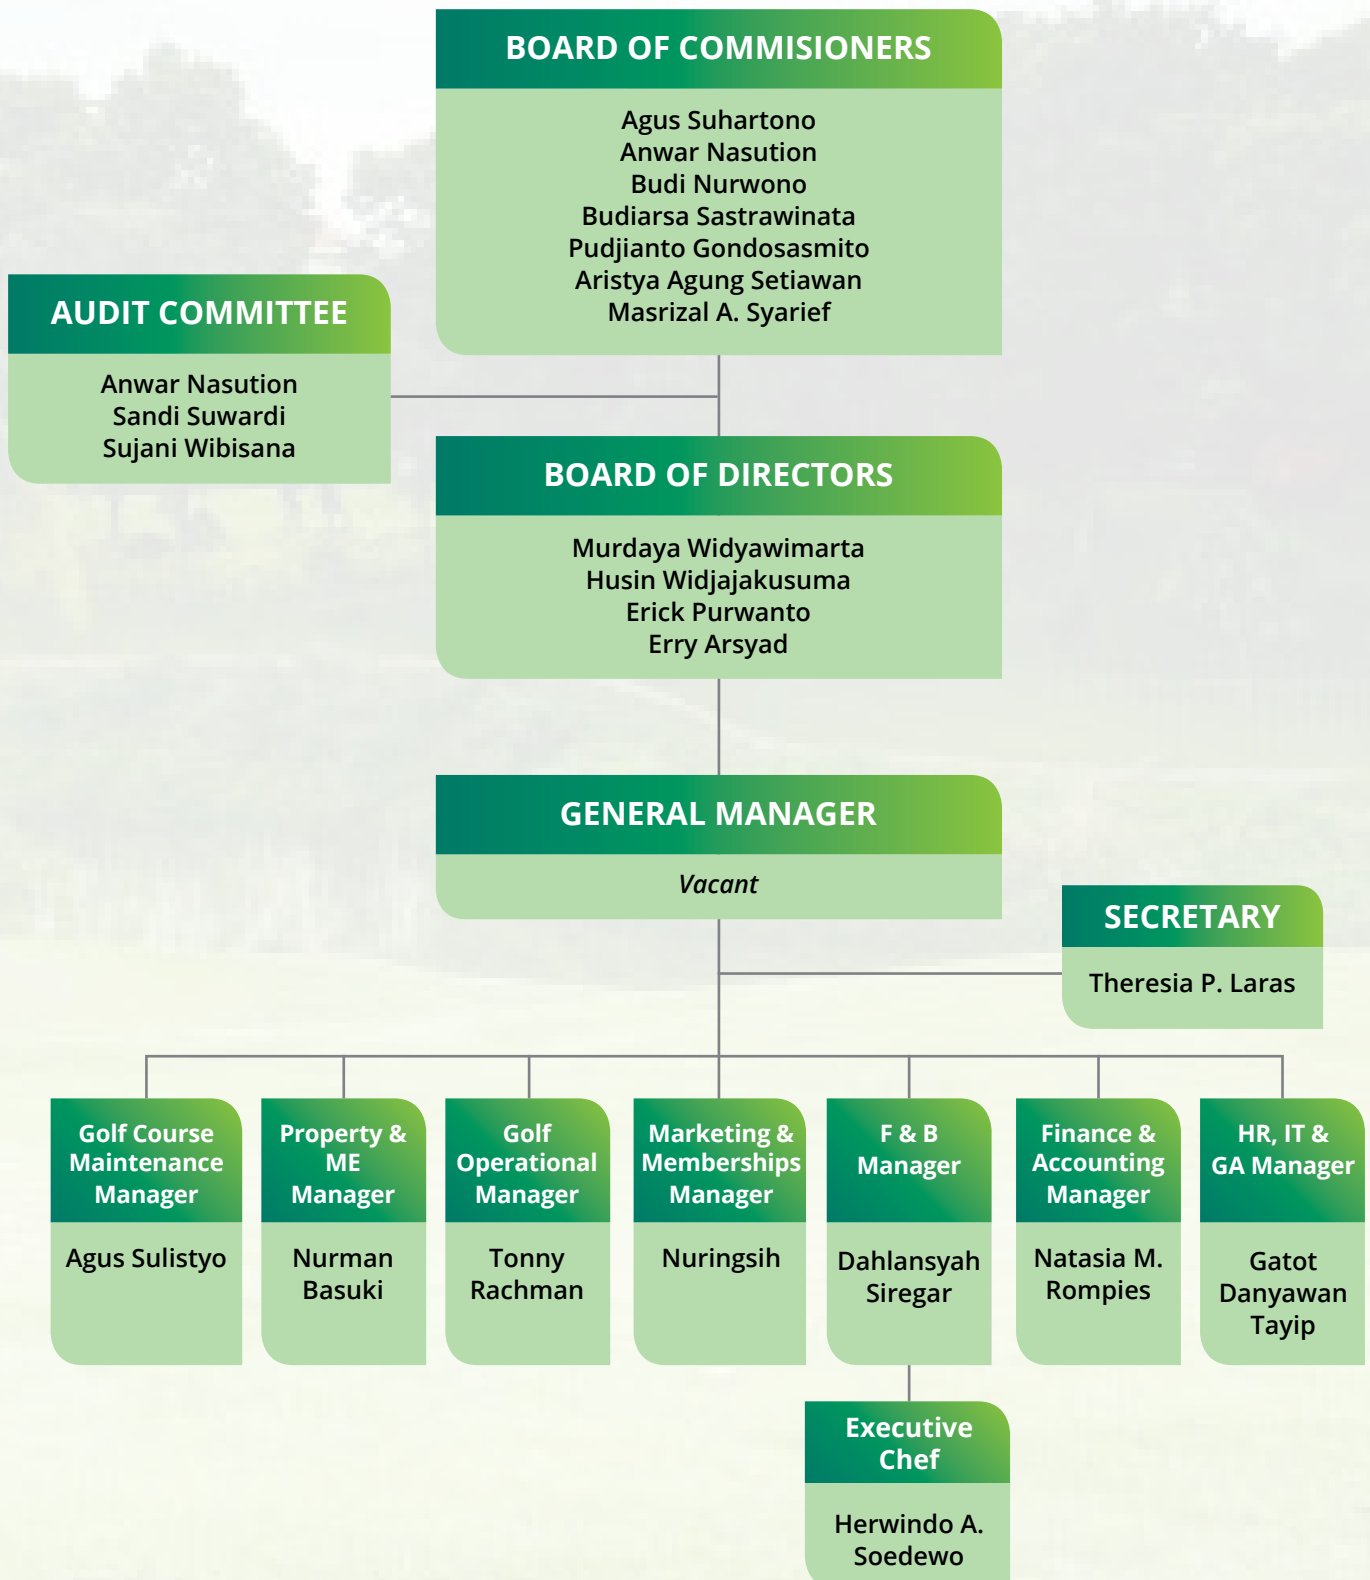 BOARD OF COMMISIONERS
Agus Suhartono
Anwar Nasution
Budi Nurwono
Budiarsa Sastrawinata
Pudjianto Gondosasmito
Aristya Agung Setiawan
Masrizal A. Syarief
AUDIT COMMITTEE
Anwar Nasution
Sandi Suwardi
Sujani Wibisana
BOARD OF DIRECTORS
Murdaya Widyawimarta
Husin Widjajakusuma
Erick Purwanto
Erry Arsyad
GENERAL MANAGER
Vacant
SECRETARY
Theresia P. Laras
Golf Course
Maintenance
Manager
Agus Sulistyo
Property &
ME
Manager
Nurman
Basuki
Golf
Operational
Manager
Tonny
Rachman
Marketing &
Memberships
Manager
Nuringsih
F & B
Manager
Dahlansyah
Siregar
Finance &
Accounting
Manager
Natasia M.
Rompies
HR, IT &
GA Manager
Gatot
Danyawan
Tayip
Executive
Chef
Herwindo A.
Soedewo